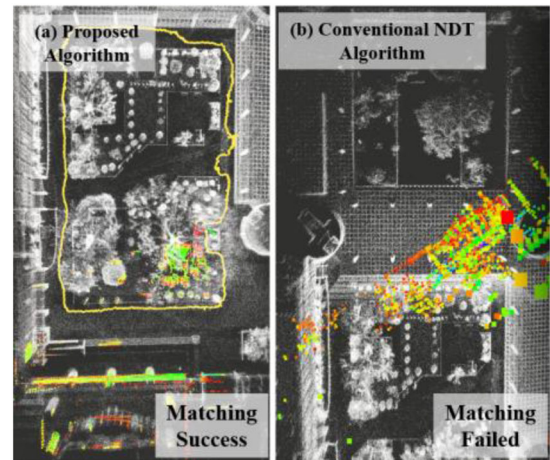 (a) Proposed
Algorithm
(b) Conventional NDT
Algorithm
Matching
Success
Matching
Failed